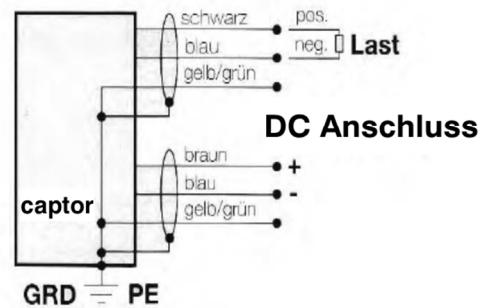 schwarz pos.
blau neg. Last
gelb/grün
DC Anschluss
braun +
blau -
captor gelb/grün
GRD PE